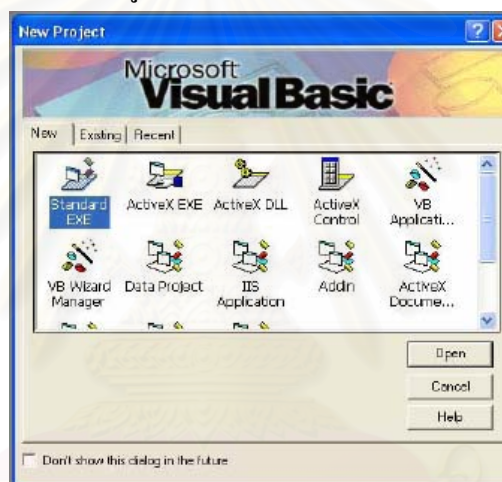 New Project
Microsoft
Visual Basic
New Existing Recent
Standard EXE ActiveX EXE ActiveX DLL ActiveX Control VB Applicati...
VB Wizard Manager Data Project IIS Application Addin ActiveX Docume...
Open
Cancel
Help
Don't show this dialog in the future